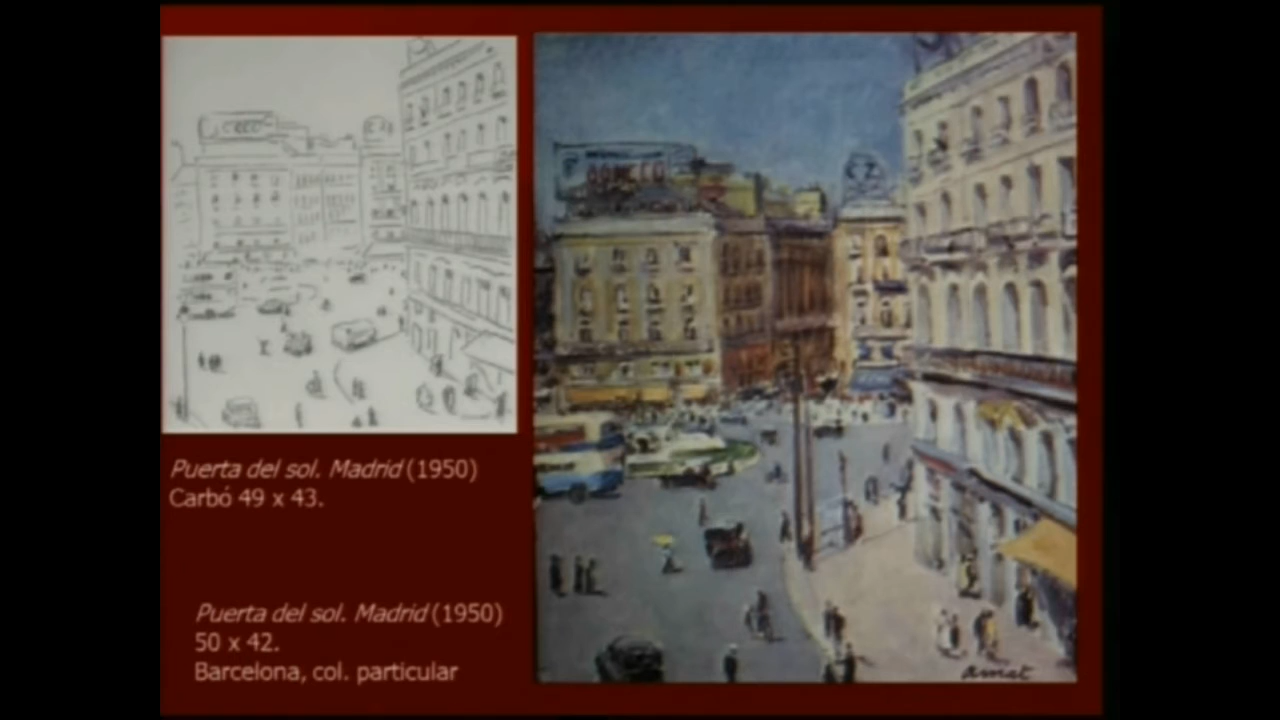 Puerta del sol. Madrid (1950)
Carbó 49 x 43.
Puerta del sol. Madrid (1950)
50 x 42.
Barcelona, col. particular
amat